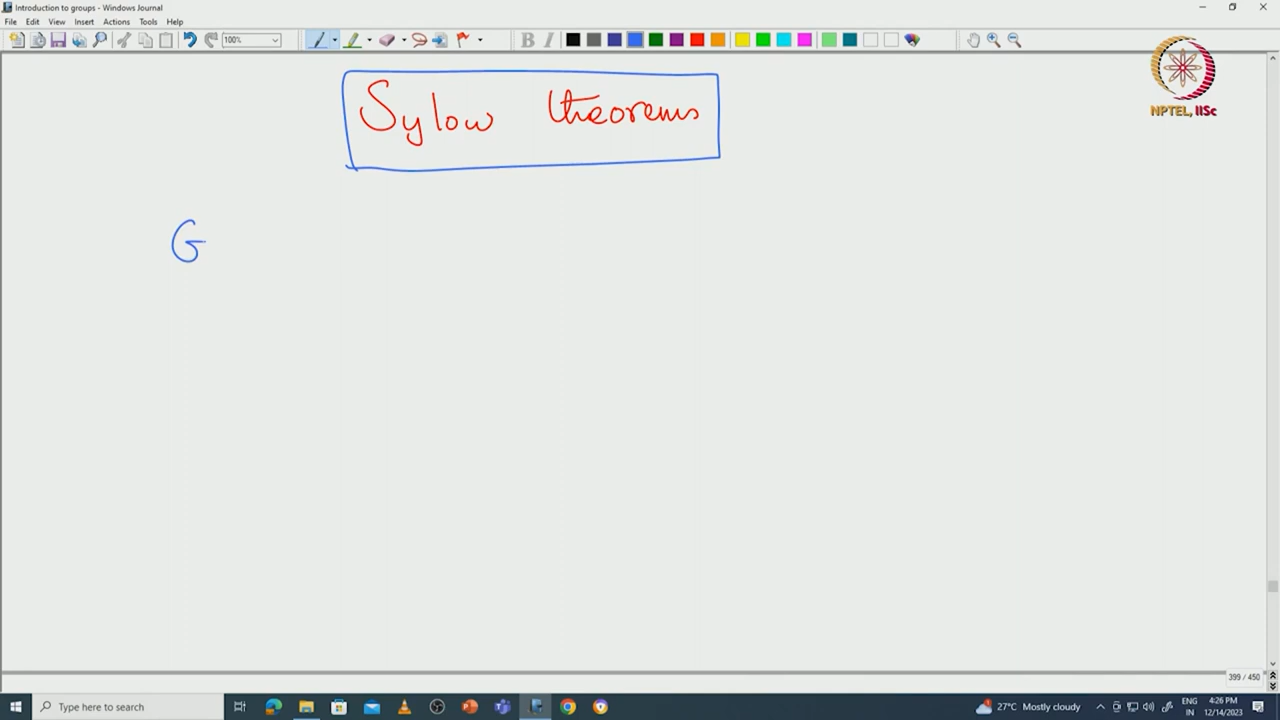 Introduction to groups - Windows Journal
File Edit View Insert Actions Tools Help
100%
Sylow theorems
NPTEL, IISc
G
399 / 450
Type here to search
27°C Mostly cloudy
ENG
IN
4:26 PM
12/14/2023